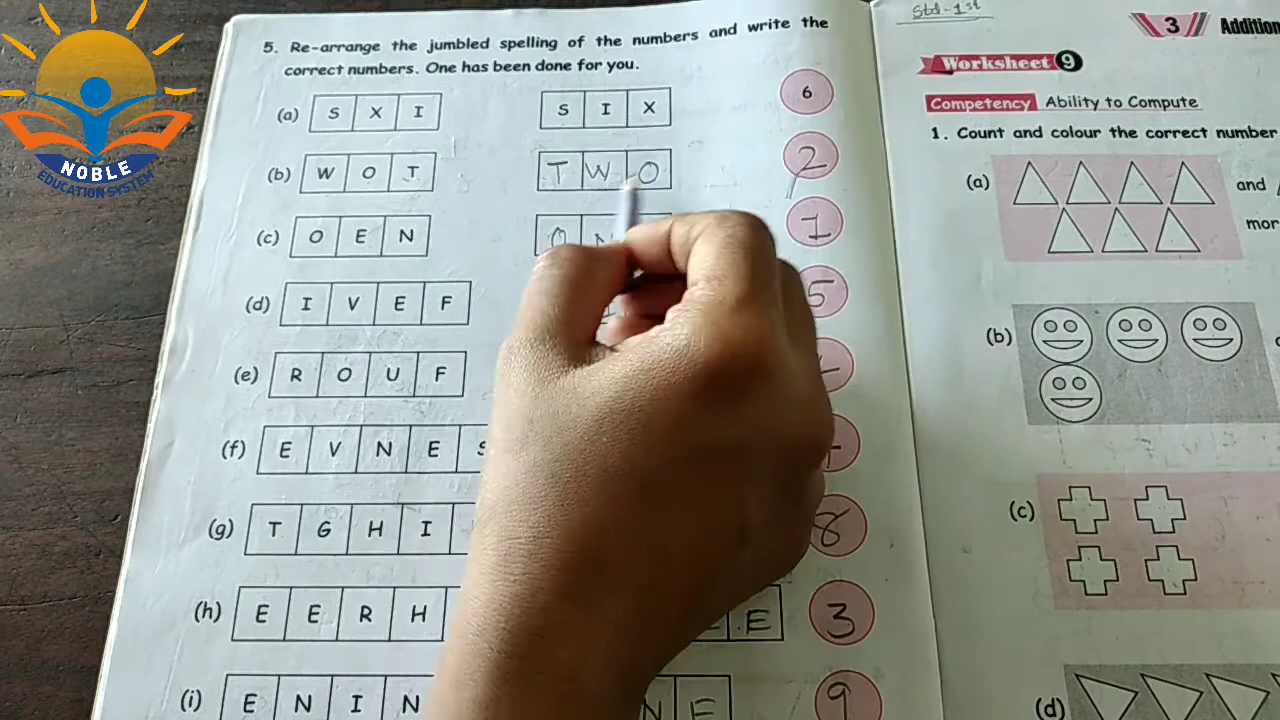 NOBLE
EDUCATION SYSTEM
5. Re-arrange the jumbled spelling of the numbers and write the
correct numbers. One has been done for you.
(a) S X I S I X 6
(b) W O T T W O 2
(c) O E N O N 1
(d) I V E F 5
(e) R O U F
(f) E V N E S
(g) T G H I 8
(h) E E R H E E 3
(i) E N I N N E 9
Std-1st
3 Addition
Worksheet 9
Competency Ability to Compute
1. Count and colour the correct number
(a) and
mor
(b)
(c)
(d)